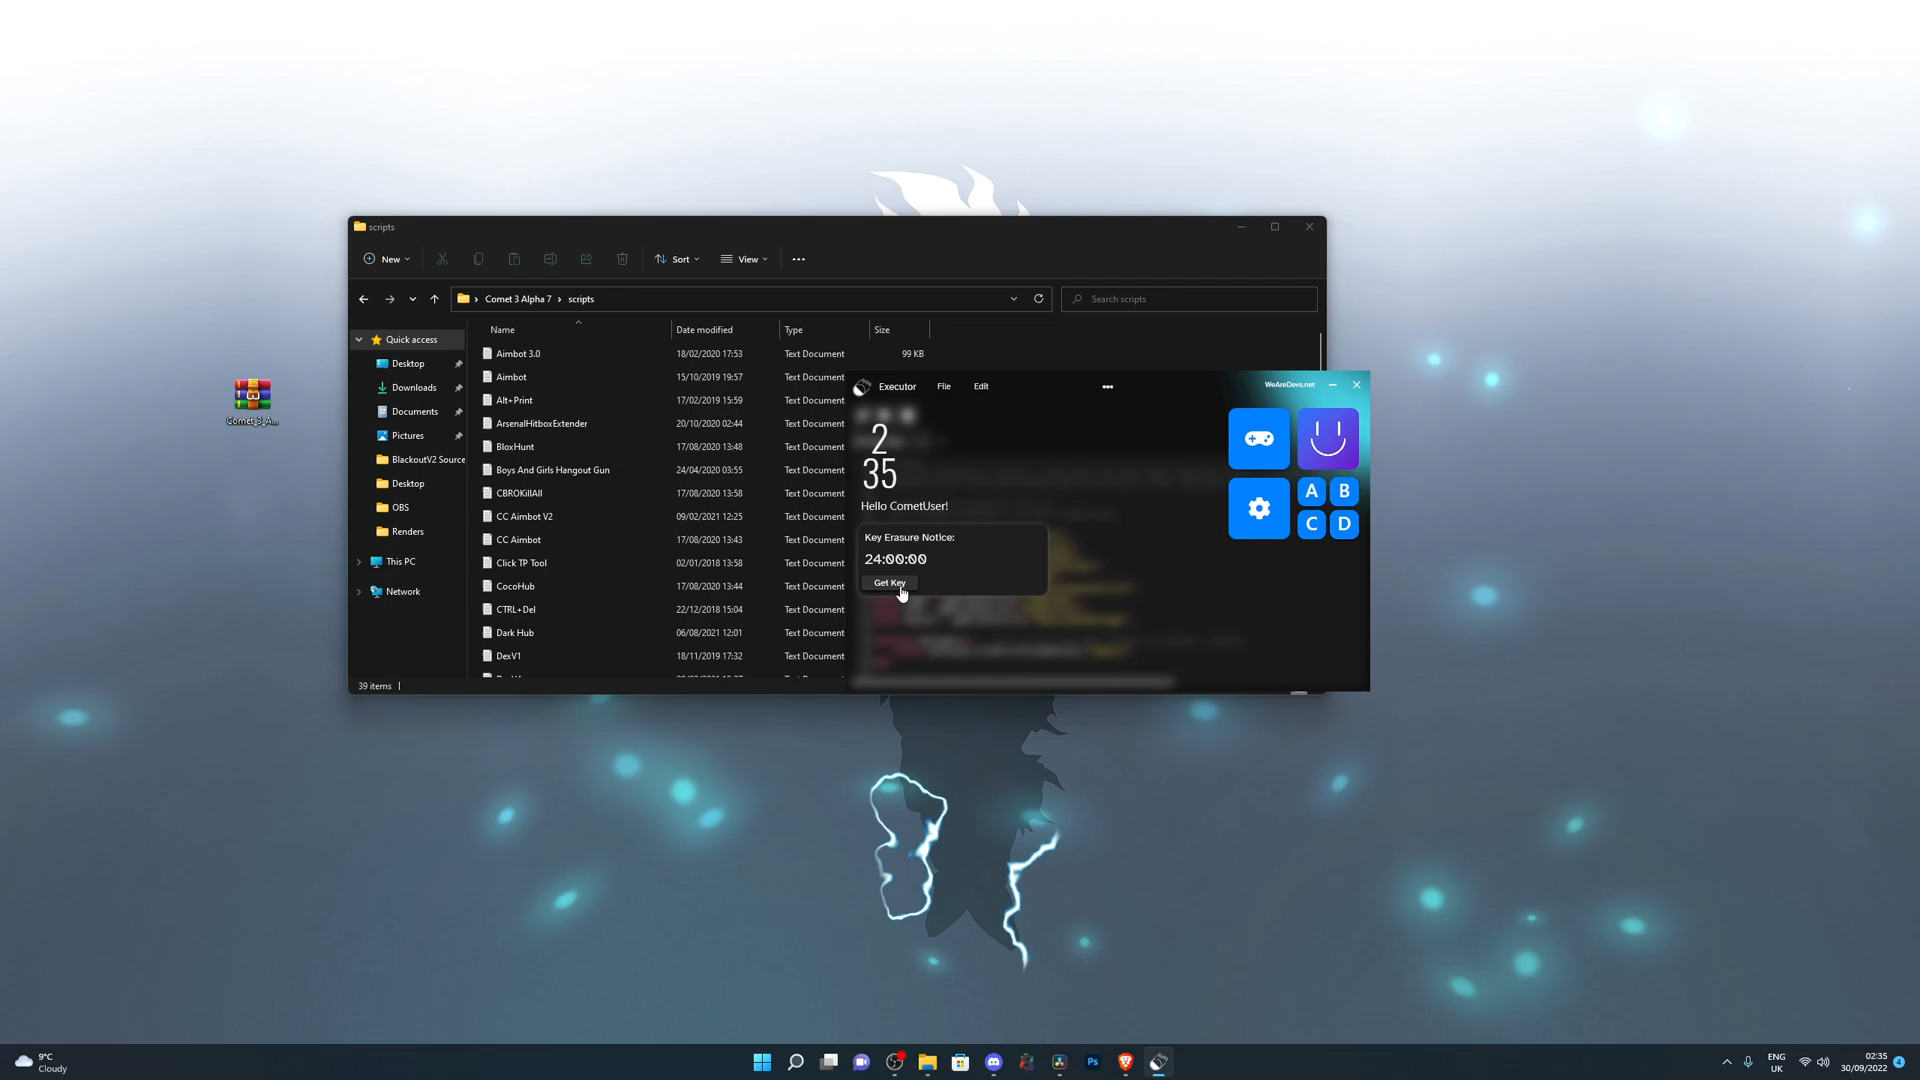 scripts
New
Sort
View
Comet 3 Alpha 7 > scripts
Search scripts
Name
Date modified
Type
Size
Quick access
Desktop
Downloads
Documents
Pictures
BlackoutV2 Source
Desktop
OBS
Renders
This PC
Network
Aimbot 3.0 18/02/2020 17:53 Text Document 99 KB
Aimbot 15/10/2019 19:57 Text Document
Alt+Print 17/02/2019 15:59 Text Document
ArsenalHitboxExtender 20/10/2020 02:44 Text Document
BloxHunt 17/08/2020 13:48 Text Document
Boys And Girls Hangout Gun 24/04/2020 03:55 Text Document
CBROKillAll 17/08/2020 13:58 Text Document
CC Aimbot V2 09/02/2021 12:25 Text Document
CC Aimbot 17/08/2020 13:43 Text Document
Click TP Tool 02/01/2018 13:58 Text Document
CocoHub 17/08/2020 13:44 Text Document
CTRL+Del 22/12/2018 15:04 Text Document
Dark Hub 06/08/2021 12:01 Text Document
DexV1 18/11/2019 17:32 Text Document
39 items
Comet_3_A...
Executor
File
Edit
WeAreDevs.net
2
35
Hello CometUser!
Key Erasure Notice:
24:00:00
Get Key
A
B
C
D
9°C
Cloudy
Ps
ENG
UK
02:35
30/09/2022
4